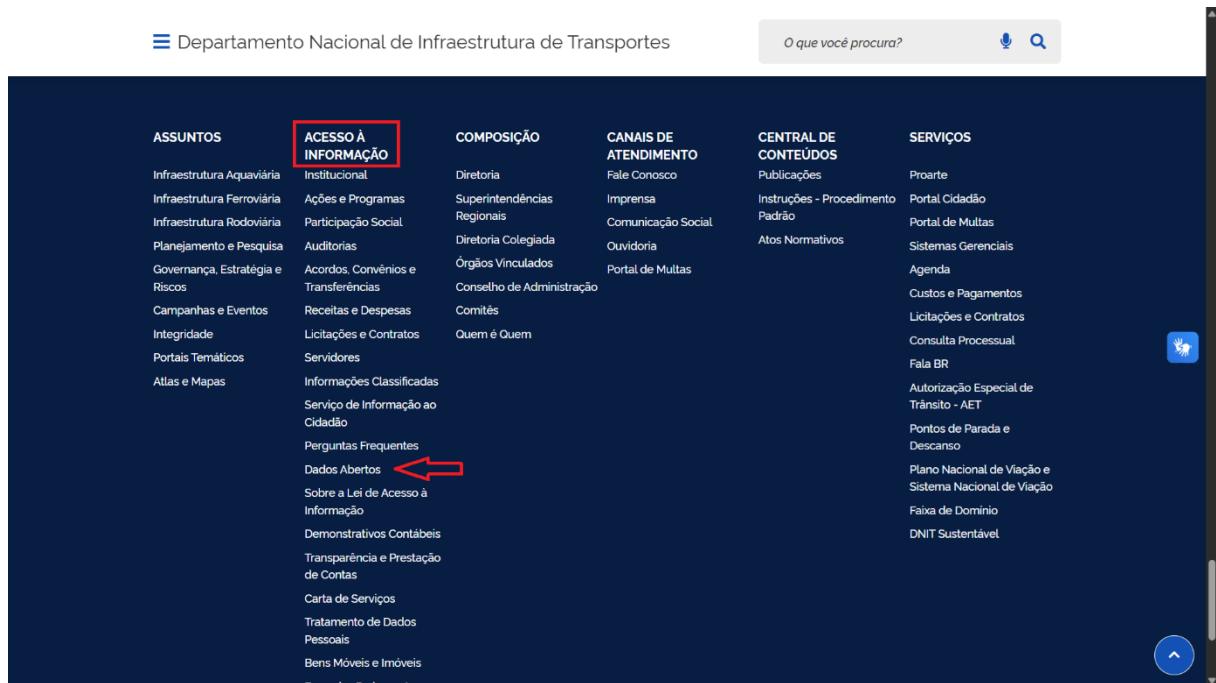 Departamento Nacional de Infraestrutura de Transportes
O que você procura?
ASSUNTOS
Infraestrutura Aquaviária
Infraestrutura Ferroviária
Infraestrutura Rodoviária
Planejamento e Pesquisa
Governança, Estratégia e
Riscos
Campanhas e Eventos
Integridade
Portais Temáticos
Atlas e Mapas
ACESSO À
INFORMAÇÃO
Institucional
Ações e Programas
Participação Social
Auditorias
Acordos, Convênios e
Transferências
Receitas e Despesas
Licitações e Contratos
Servidores
Informações Classificadas
Serviço de Informação ao
Cidadão
Perguntas Frequentes
Dados Abertos
Sobre a Lei de Acesso à
Informação
Demonstrativos Contábeis
Transparência e Prestação
de Contas
Carta de Serviços
Tratamento de Dados
Pessoais
Bens Móveis e Imóveis
COMPOSIÇÃO
Diretoria
Superintendências
Regionais
Diretoria Colegiada
Órgãos Vinculados
Conselho de Administração
Comitês
Quem é Quem
CANAIS DE
ATENDIMENTO
Fale Conosco
Imprensa
Comunicação Social
Ouvidoria
Portal de Multas
CENTRAL DE
CONTEÚDOS
Publicações
Instruções - Procedimento
Padrão
Atos Normativos
SERVIÇOS
Proarte
Portal Cidadão
Portal de Multas
Sistemas Gerenciais
Agenda
Custos e Pagamentos
Licitações e Contratos
Consulta Processual
Fala BR
Autorização Especial de
Trânsito - AET
Pontos de Parada e
Descanso
Plano Nacional de Viação e
Sistema Nacional de Viação
Faixa de Domínio
DNIT Sustentável